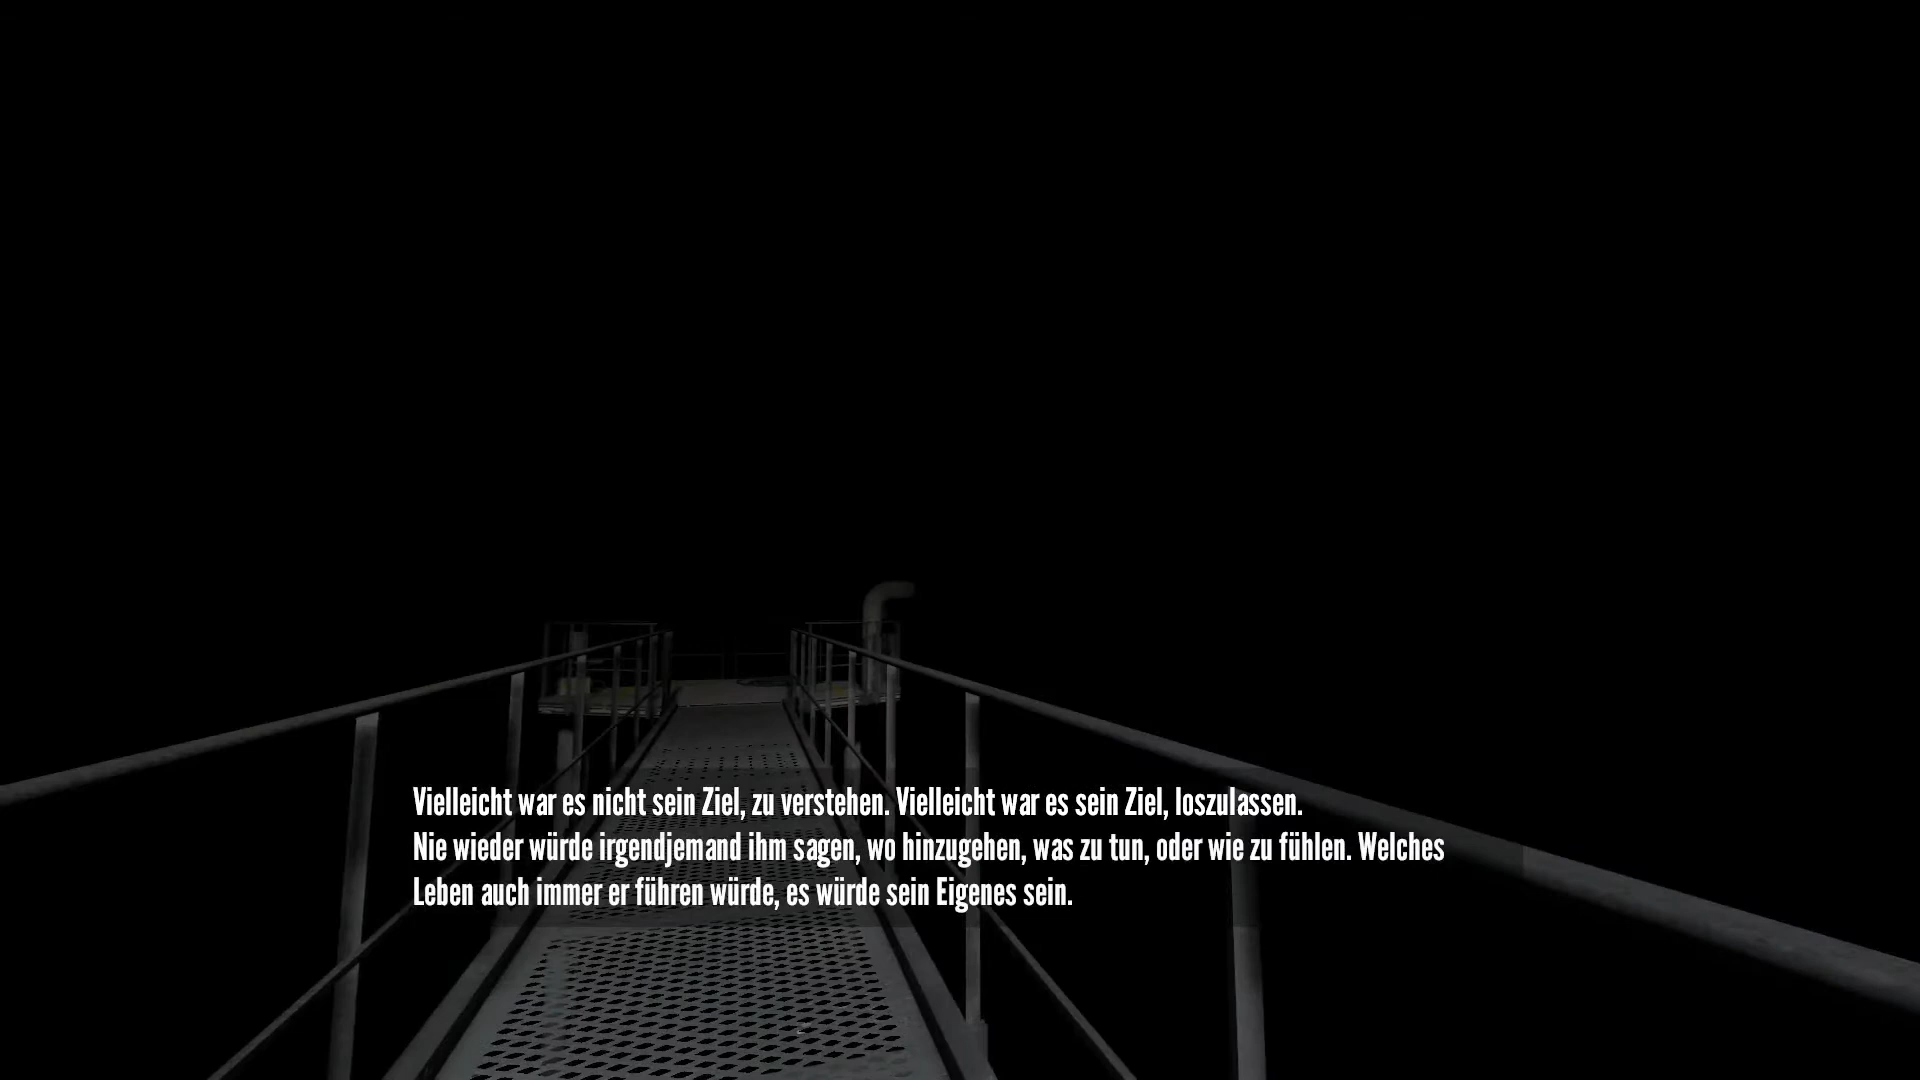 Vielleicht war es nicht sein Ziel, zu verstehen. Vielleicht war es sein Ziel, loszulassen.
Nie wieder würde irgendjemand ihm sagen, wo hinzugehen, was zu tun, oder wie zu fühlen. Welches
Leben auch immer er führen würde, es würde sein Eigenes sein.